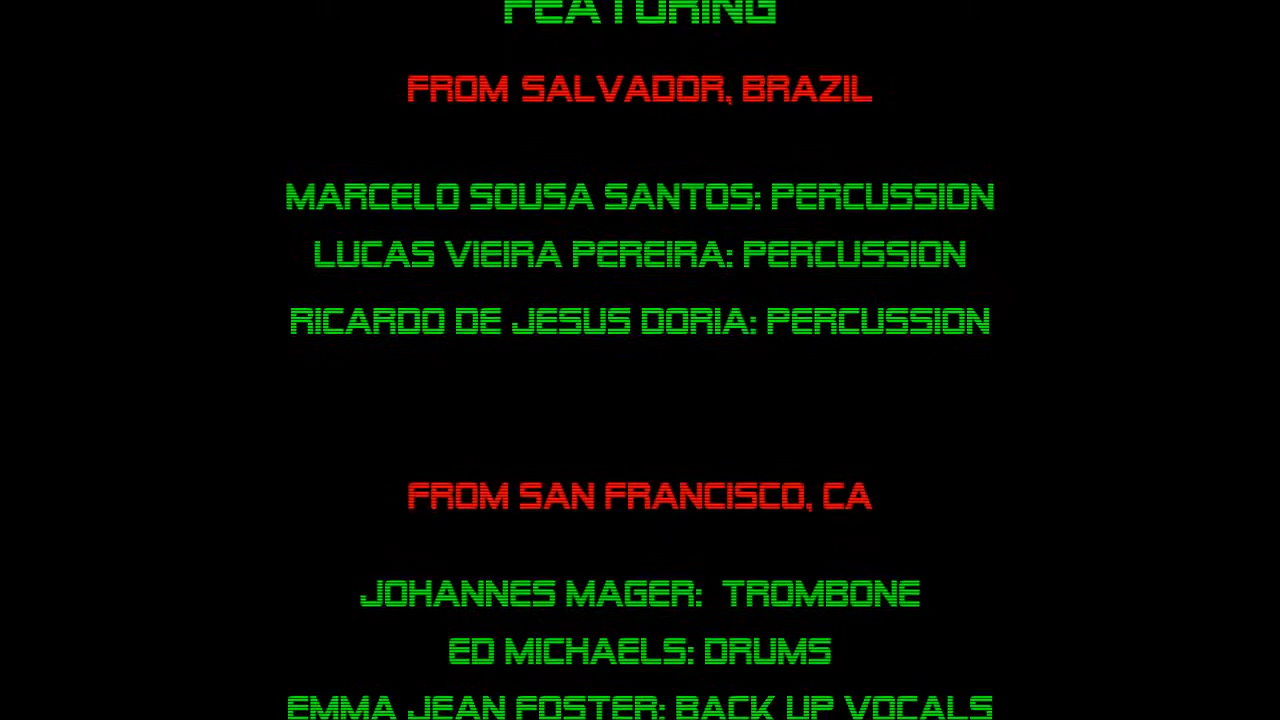 FEATURING
FROM SALVADOR, BRAZIL
MARCELO SOUSA SANTOS: PERCUSSION
LUCAS VIEIRA PEREIRA: PERCUSSION
RICARDO DE JESUS DORIA: PERCUSSION
FROM SAN FRANCISCO, CA
JOHANNES MAGER: TROMBONE
ED MICHAELS: DRUMS
EMMA JEAN FOSTER: BACK UP VOCALS